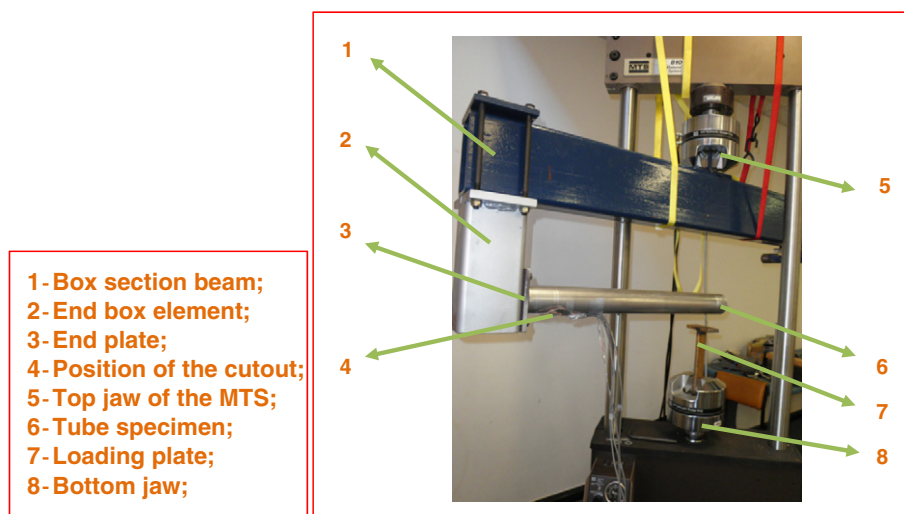 1-Box section beam;
2-End box element;
3-End plate;
4-Position of the cutout;
5-Top jaw of the MTS;
6-Tube specimen;
7-Loading plate;
8-Bottom jaw;
1
2
3
4
MTS
5
6
7
8